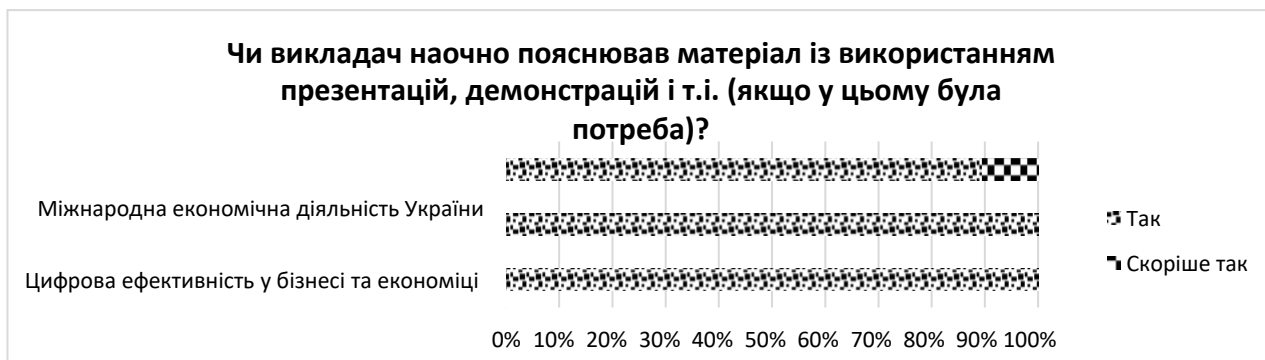 Чи викладач наочно пояснював матеріал із використанням
презентацій, демонстрацій і т.і. (якщо у цьому була
потреба)?
Міжнародна економічна діяльність України
Так
Скоріше так
Цифрова ефективність у бізнесі та економіці
0% 10% 20% 30% 40% 50% 60% 70% 80% 90% 100%